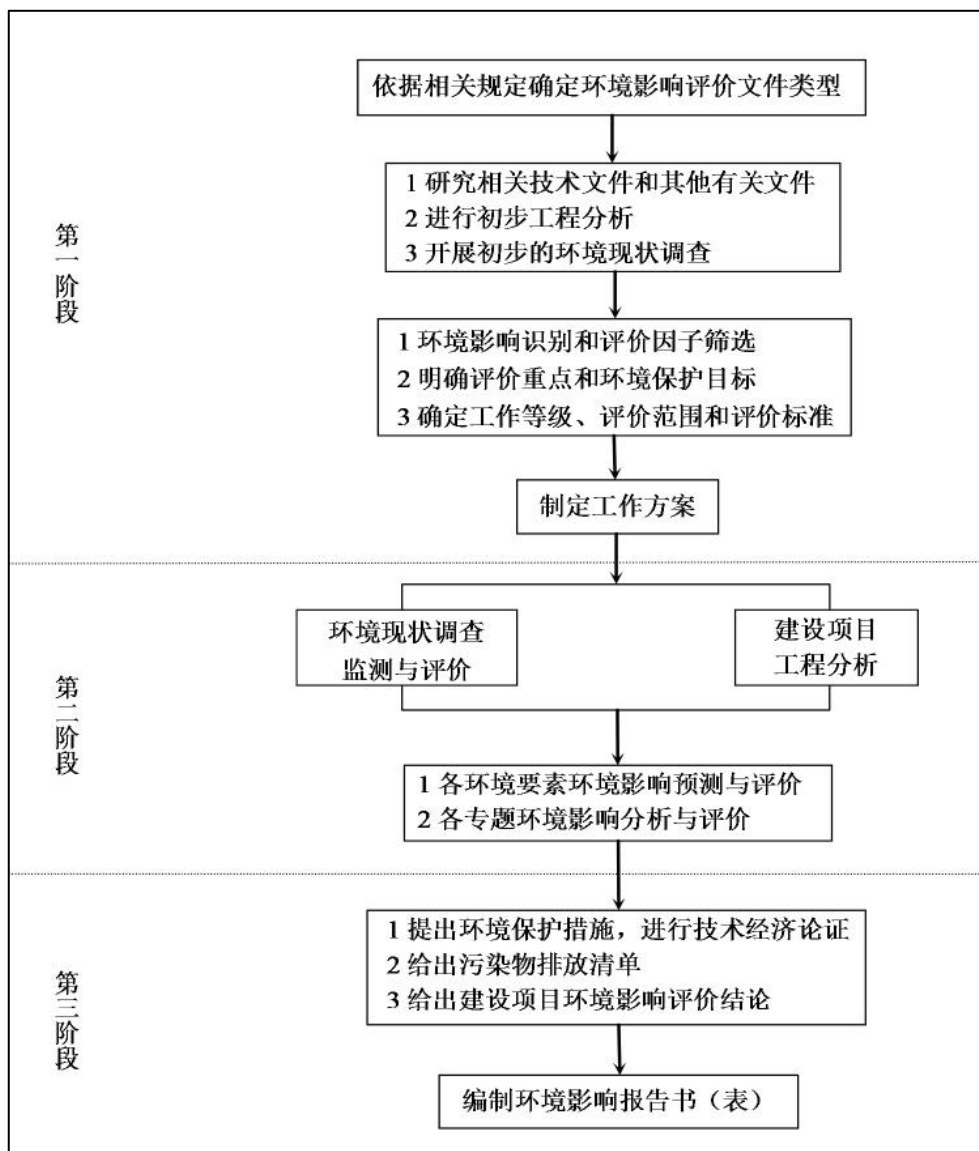 依据相关规定确定环境影响评价文件类型
1 研究相关技术文件和其他有关文件
2 进行初步工程分析
3 开展初步的环境现状调查
第一阶段
1 环境影响识别和评价因子筛选
2 明确评价重点和环境保护目标
3 确定工作等级、评价范围和评价标准
制定工作方案
环境现状调查
监测与评价
建设项目
工程分析
第二阶段
1 各环境要素环境影响预测与评价
2 各专题环境影响分析与评价
1 提出环境保护措施，进行技术经济论证
2 给出污染物排放清单
3 给出建设项目环境影响评价结论
第三阶段
编制环境影响报告书（表）